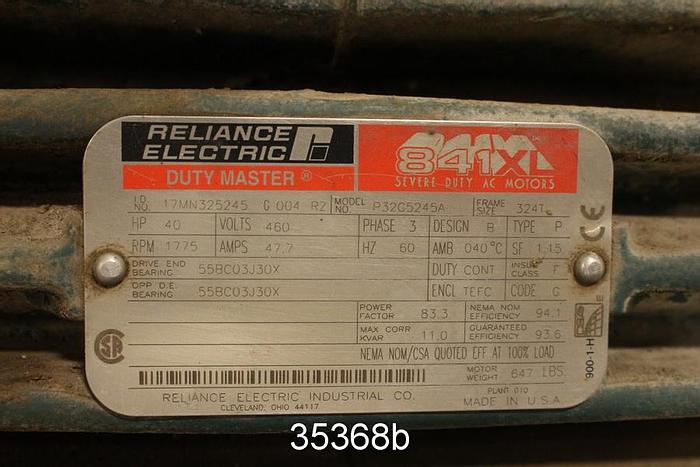 RELIANCE
ELECTRIC
DUTY MASTER ®
841XL
SEVERE DUTY AC MOTORS
I.D. NO. 17MN325245 G 004 R2 MODEL NO. P32G5245A FRAME SIZE 324T
HP 40 VOLTS 460 PHASE 3 DESIGN B TYPE P
RPM 1775 AMPS 47.7 HZ 60 AMB 040°C SF 1.15
DRIVE END BEARING 55BC03J30X DUTY CONT INSUL. CLASS F
OPP D.E. BEARING 55BC03J30X ENCL TEFC CODE G
POWER FACTOR 83.3 NEMA NOM EFFICIENCY 94.1
MAX CORR KVAR 11.0 GUARANTEED EFFICIENCY 93.6
NEMA NOM/CSA QUOTED EFF AT 100% LOAD
MOTOR WEIGHT 647 LBS.
RELIANCE ELECTRIC INDUSTRIAL CO.
CLEVELAND, OHIO 44117
PLANT 010
MADE IN U.S.A.
CE
E
900-1-H
35368b